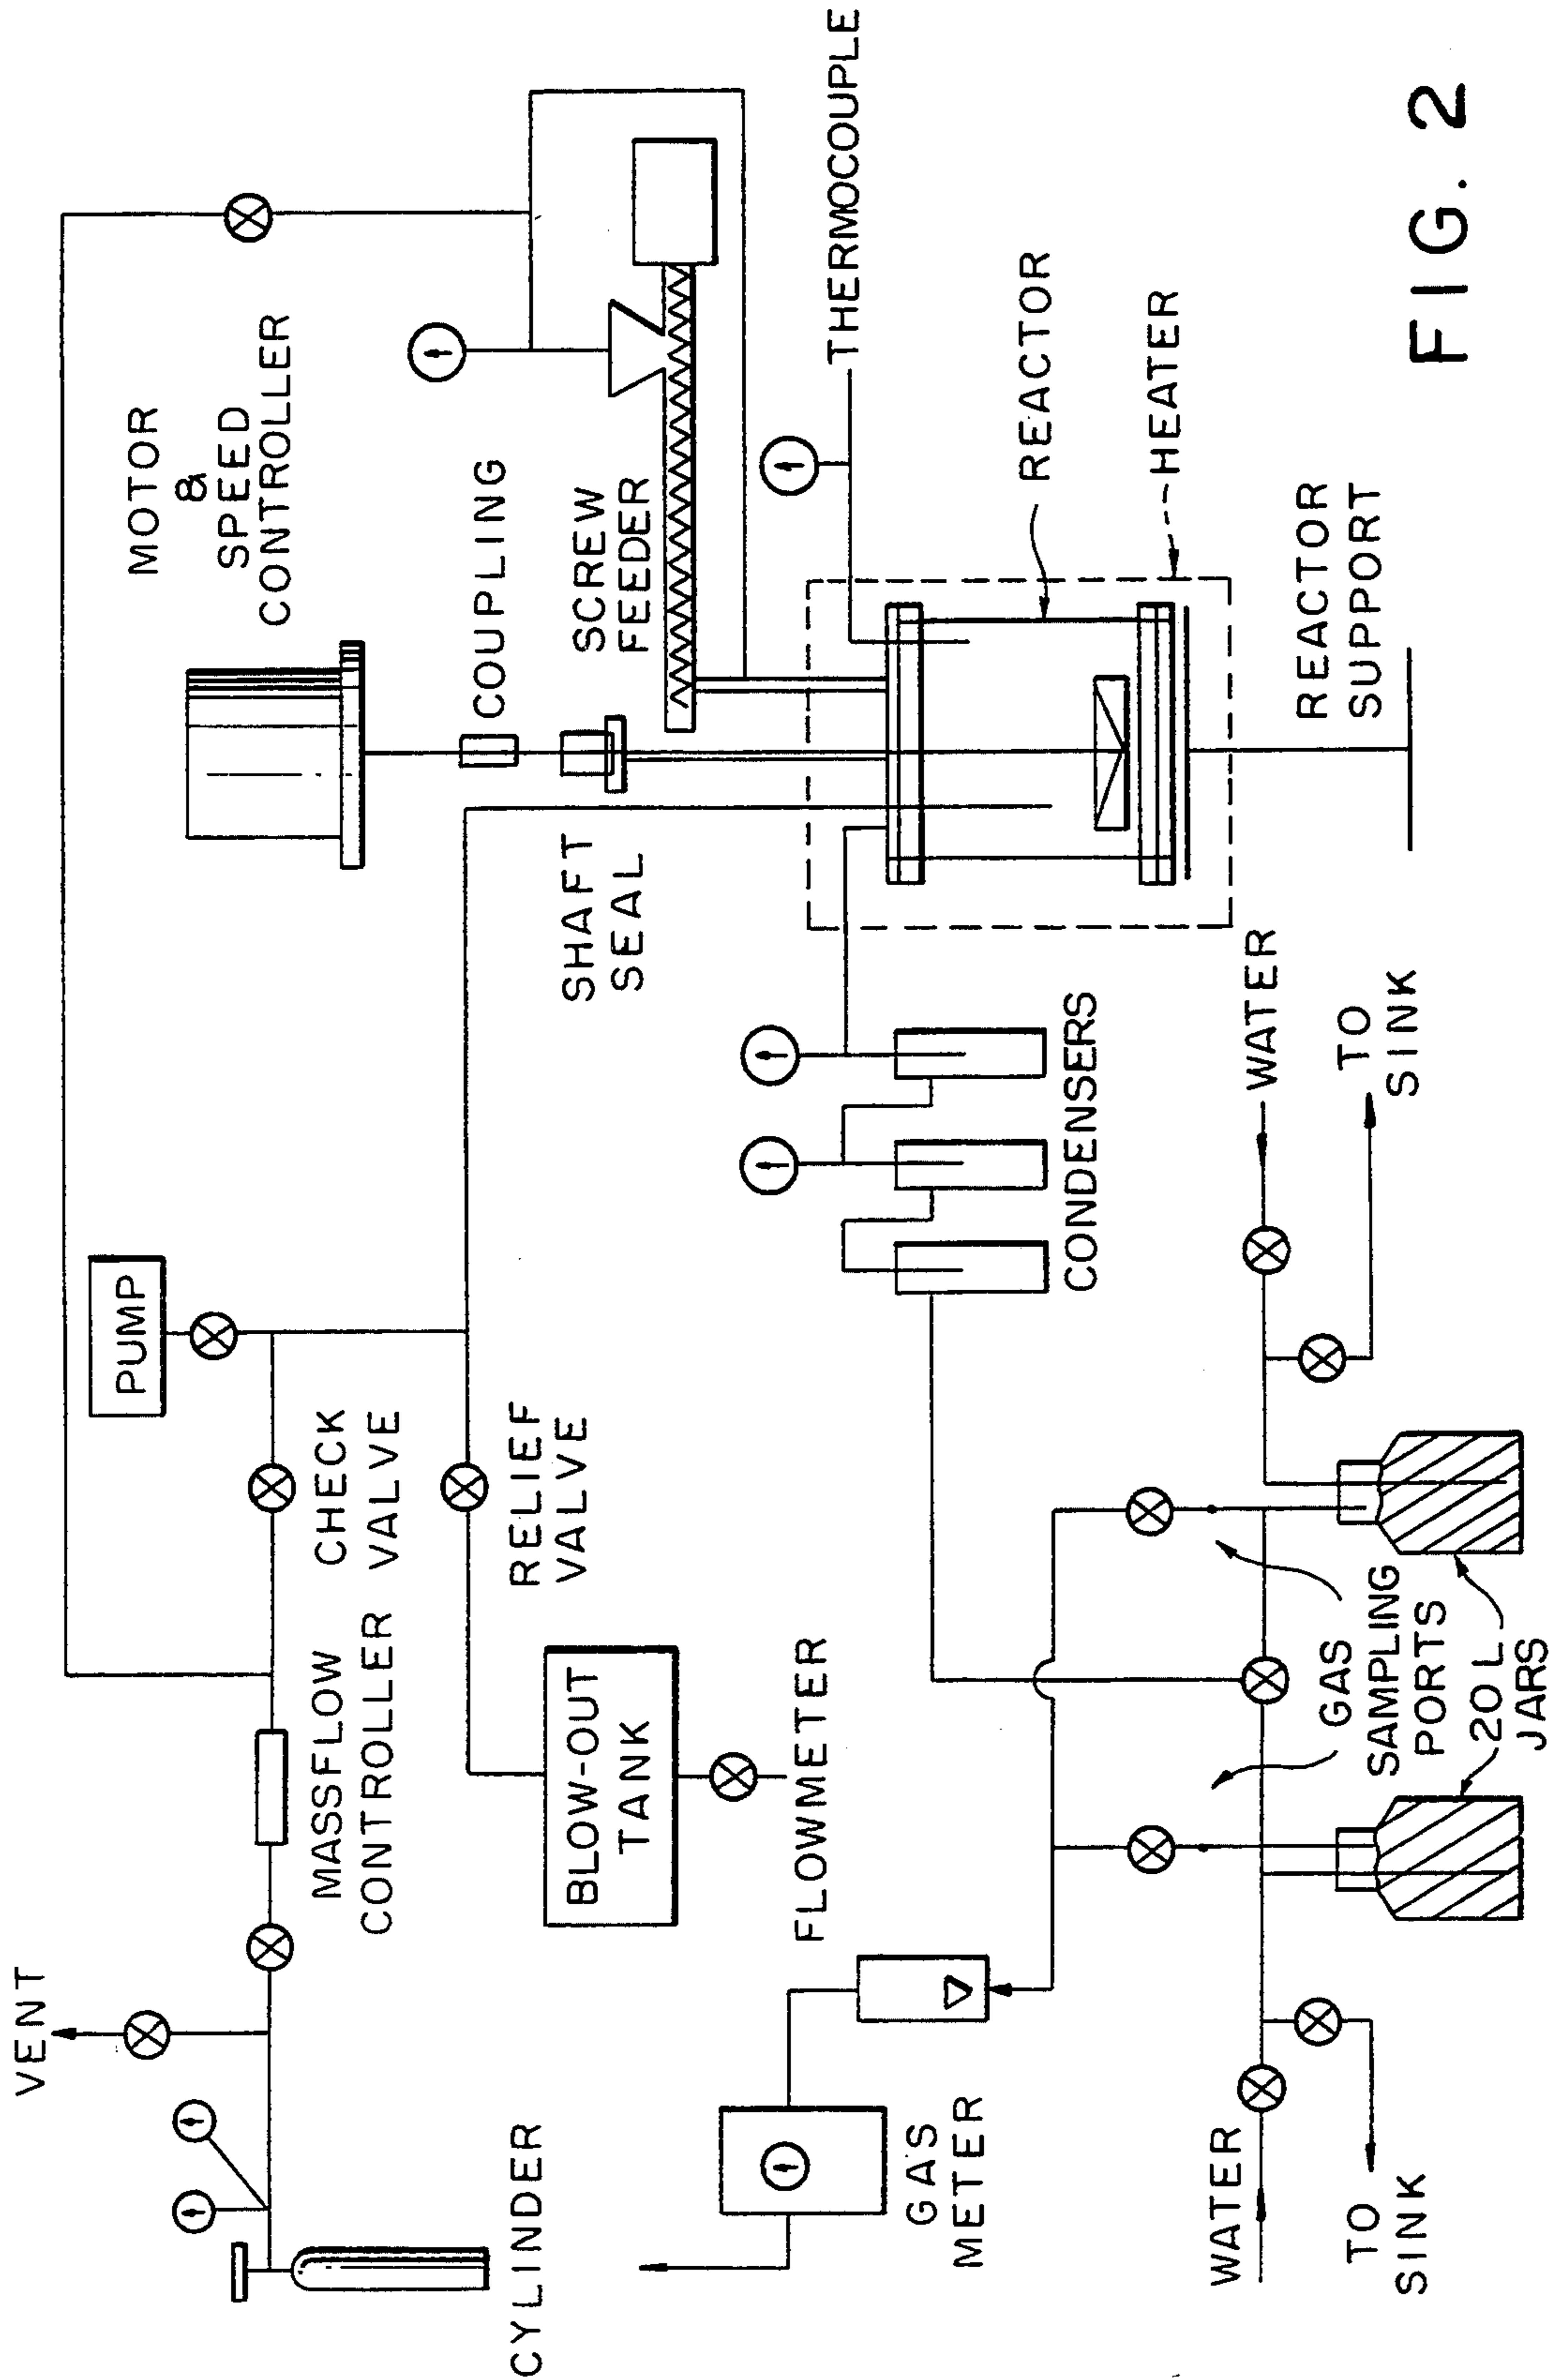 VENT
PUMP
MOTOR
&
SPEED
CONTROLLER
MASSFLOW
CONTROLLER
CHECK
VALVE
COUPLING
CYLINDER
RELIEF
VALVE
SHAFT
SEAL
SCREW
FEEDER
BLOW-OUT
TANK
FLOWMETER
THERMOCOUPLE
GAS
METER
CONDENSERS
REACTOR
HEATER
WATER
WATER
REACTOR
SUPPORT
TO
SINK
TO
SINK
GAS
SAMPLING
PORTS
20 L
JARS
FIG. 2